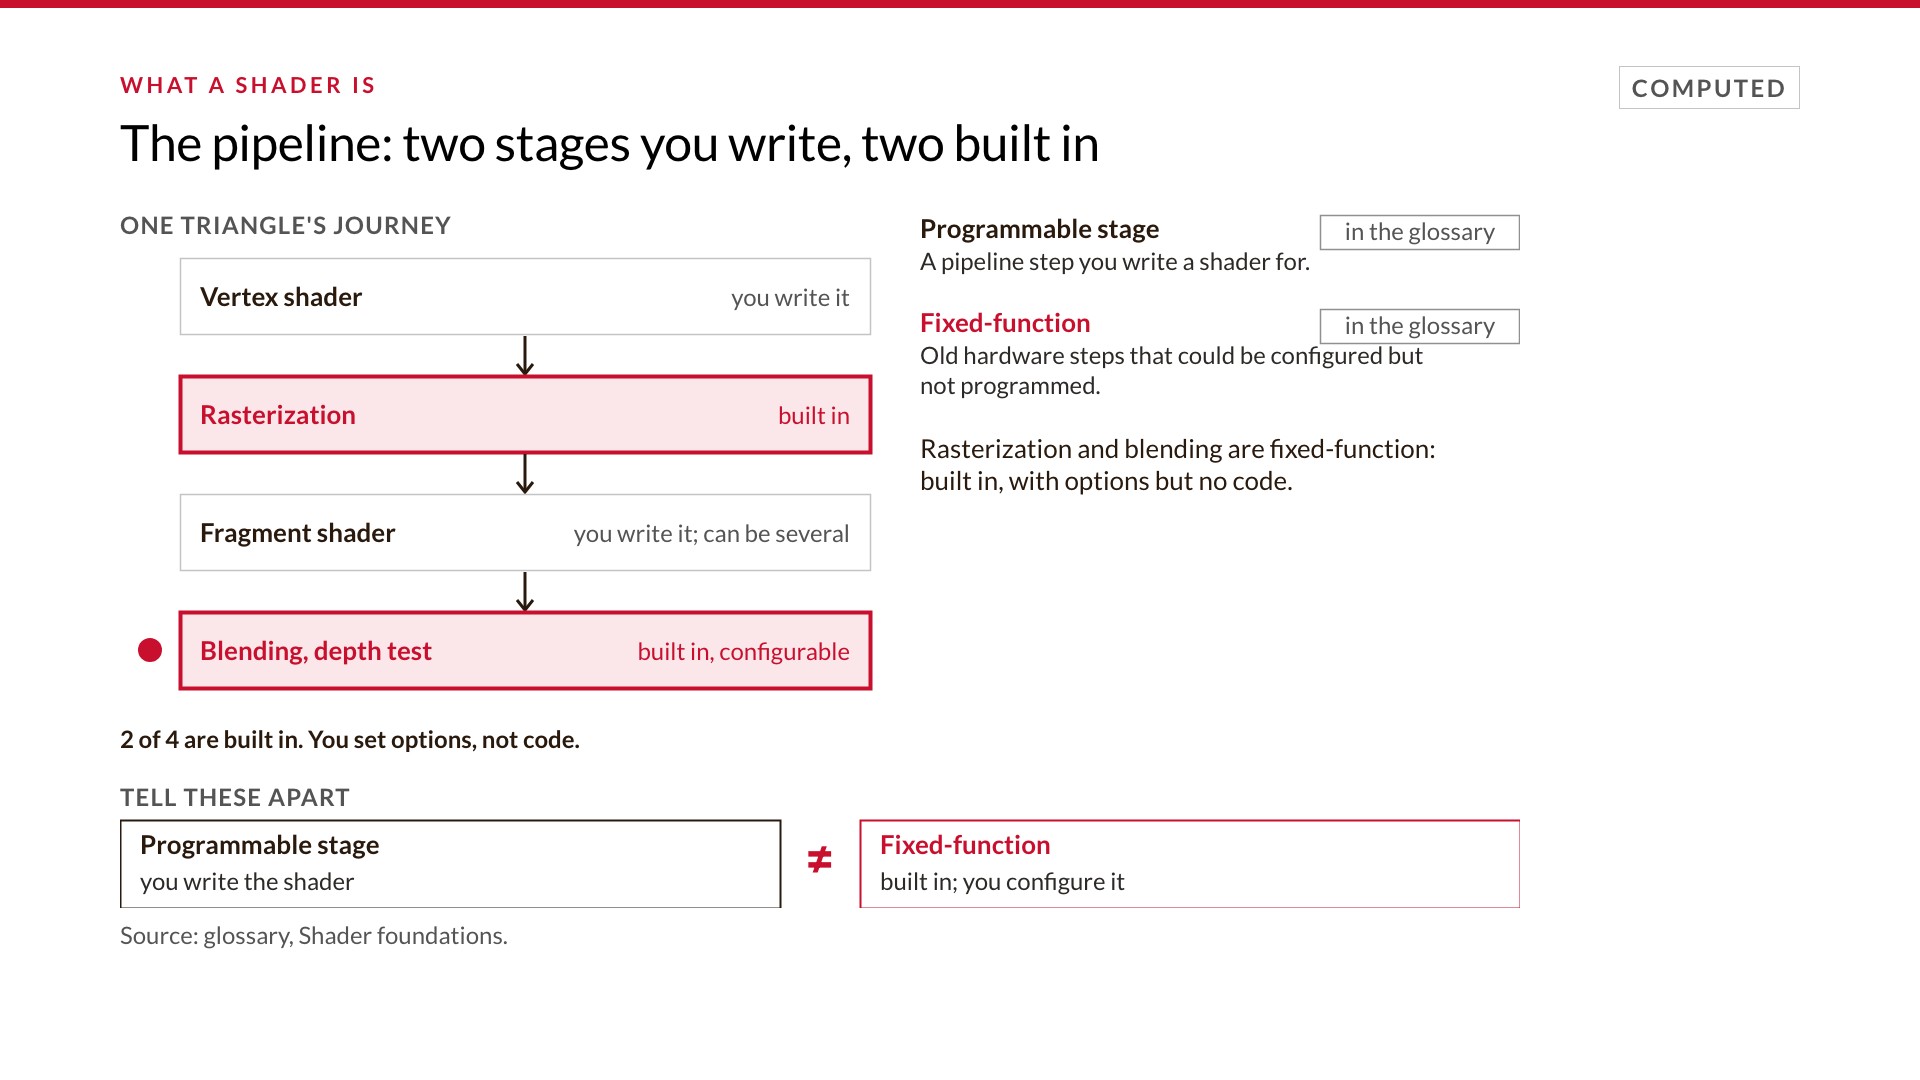 WHAT A SHADER IS
COMPUTED
The pipeline: two stages you write, two built in
ONE TRIANGLE'S JOURNEY
Vertex shader you write it
Rasterization built in
Fragment shader you write it; can be several
Blending, depth test built in, configurable
2 of 4 are built in. You set options, not code.
Programmable stage in the glossary
A pipeline step you write a shader for.
Fixed-function in the glossary
Old hardware steps that could be configured but
not programmed.
Rasterization and blending are fixed-function:
built in, with options but no code.
TELL THESE APART
Programmable stage
you write the shader
≠
Fixed-function
built in; you configure it
Source: glossary, Shader foundations.